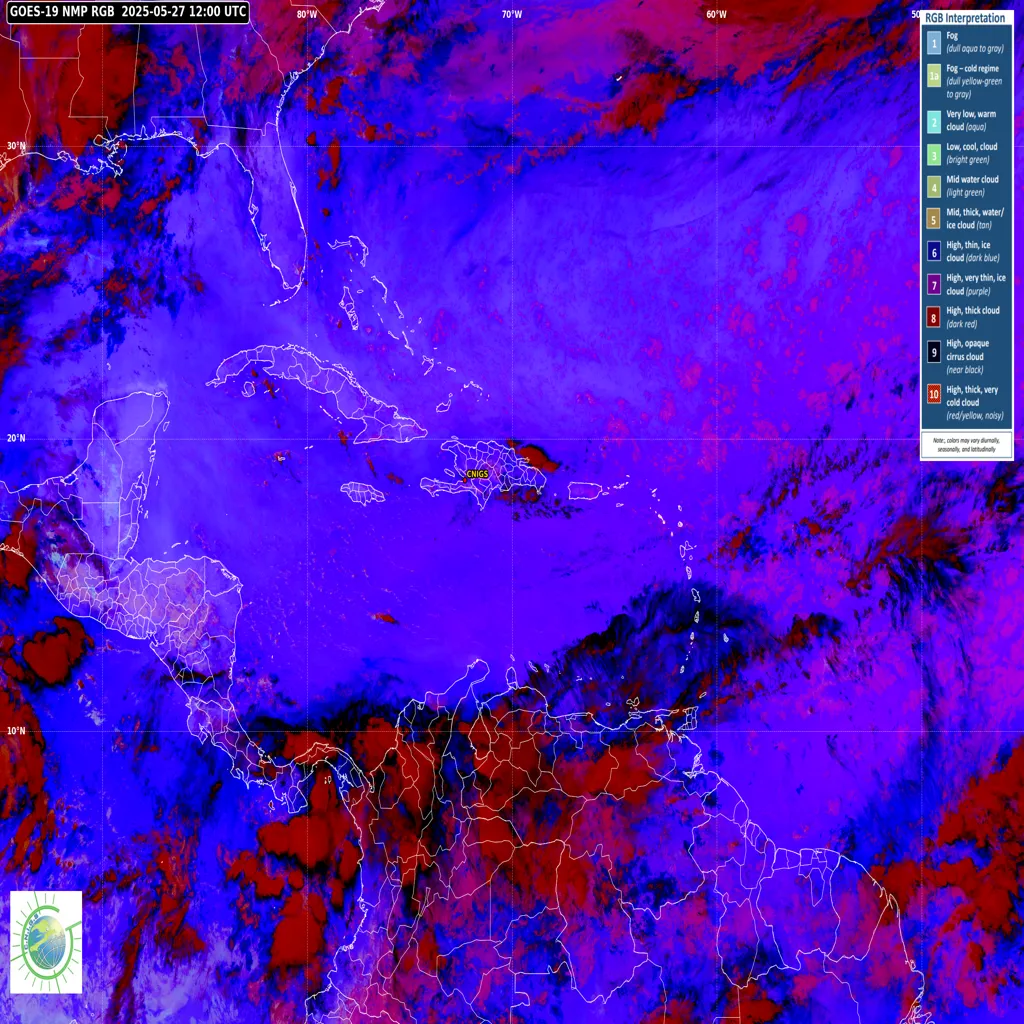 GOES-19 NMP RGB 2025-05-27 12:00 UTC
80°W
70°W
60°W
50°
30°N
20°N
10°N
CNIGS
RGB Interpretation
1
Fog
(dull aqua to gray)
1a
Fog – cold regime
(dull yellow-green
to gray)
2
Very low, warm
cloud (aqua)
3
Low, cool, cloud
(bright green)
4
Mid water cloud
(light green)
5
Mid, thick, water/
ice cloud (tan)
6
High, thin, ice
cloud (dark blue)
7
High, very thin, ice
cloud (purple)
8
High, thick cloud
(dark red)
9
High, opaque
cirrus cloud
(near black)
10
High, thick, very
cold cloud
(red/yellow, noisy)
Note:, colors may vary diurnally,
seasonally, and latitudinally